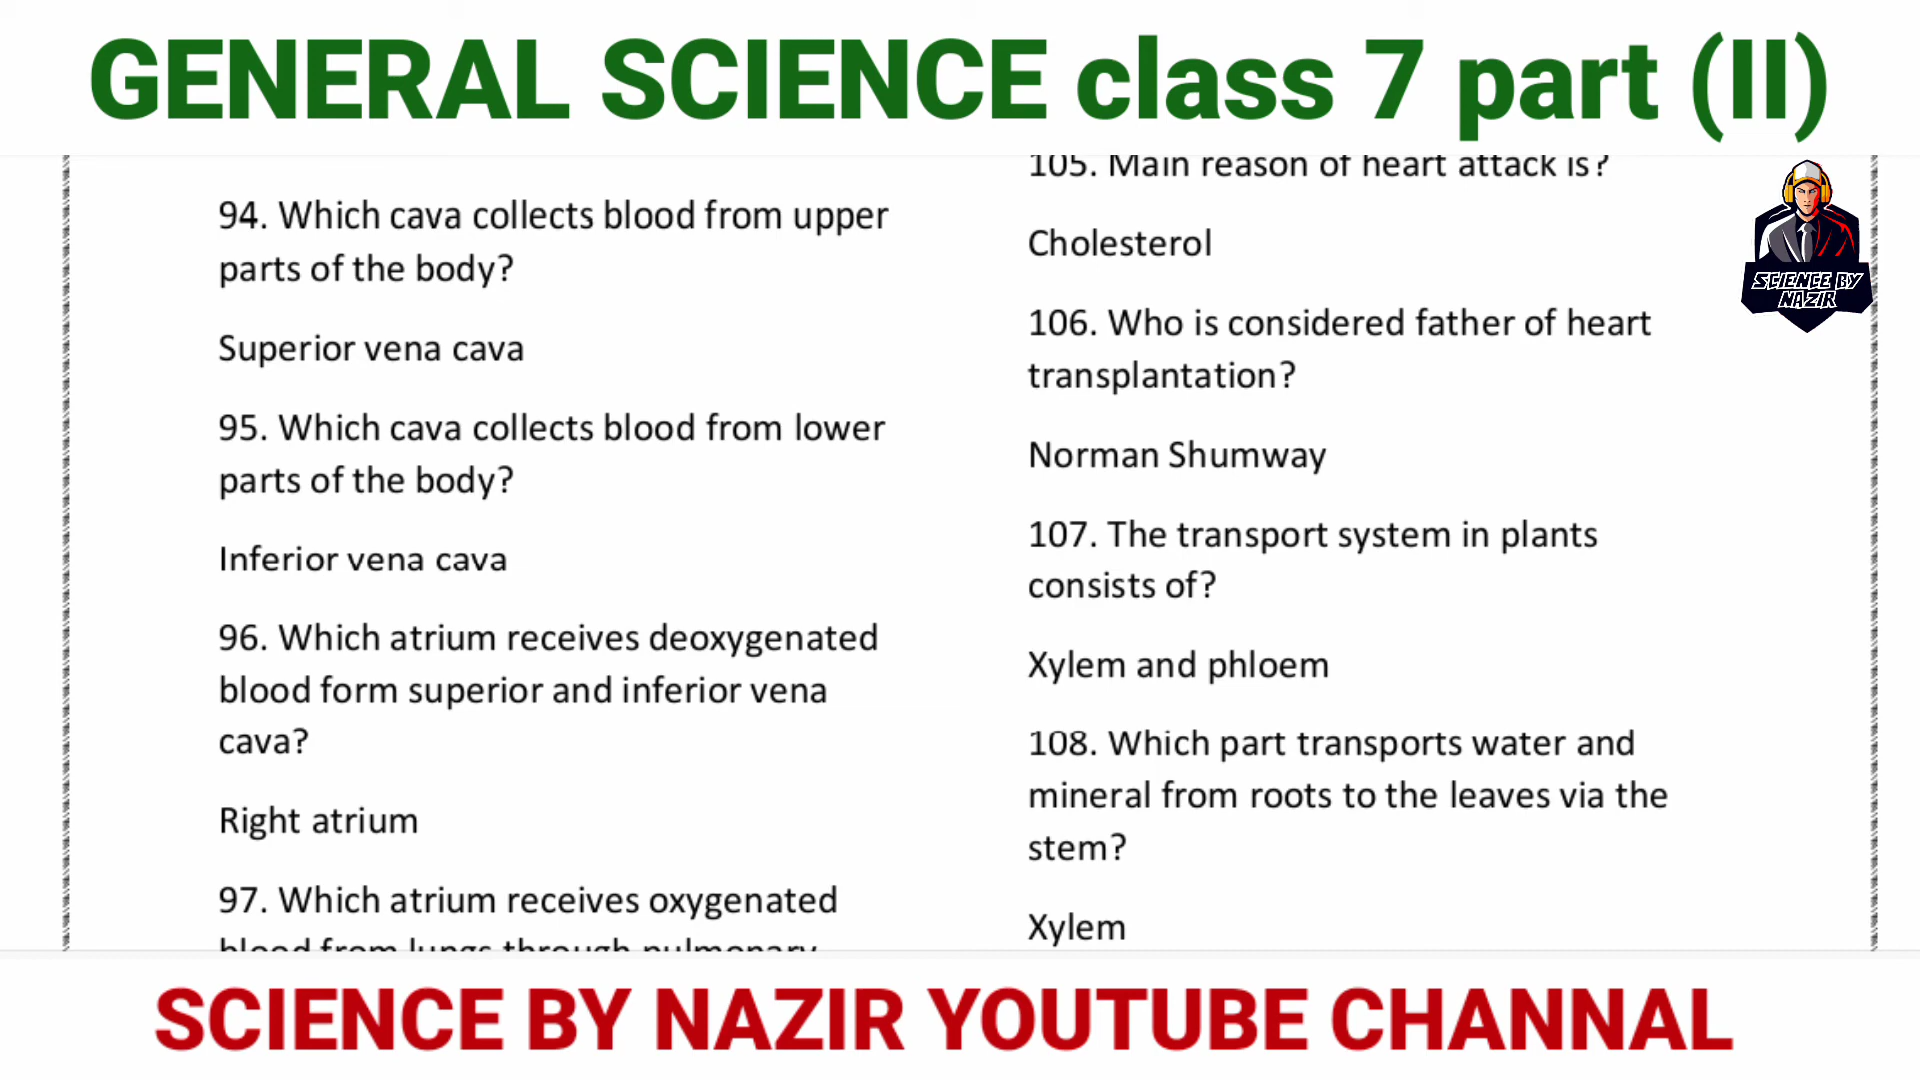 GENERAL SCIENCE class 7 part (II)
94. Which cava collects blood from upper
parts of the body?
Superior vena cava
95. Which cava collects blood from lower
parts of the body?
Inferior vena cava
96. Which atrium receives deoxygenated
blood form superior and inferior vena
cava?
Right atrium
97. Which atrium receives oxygenated
blood from lungs through pulmonary
105. Main reason of heart attack is?
Cholesterol
106. Who is considered father of heart
transplantation?
Norman Shumway
107. The transport system in plants
consists of?
Xylem and phloem
108. Which part transports water and
mineral from roots to the leaves via the
stem?
Xylem
SCIENCE BY
NAZIR
SCIENCE BY NAZIR YOUTUBE CHANNAL